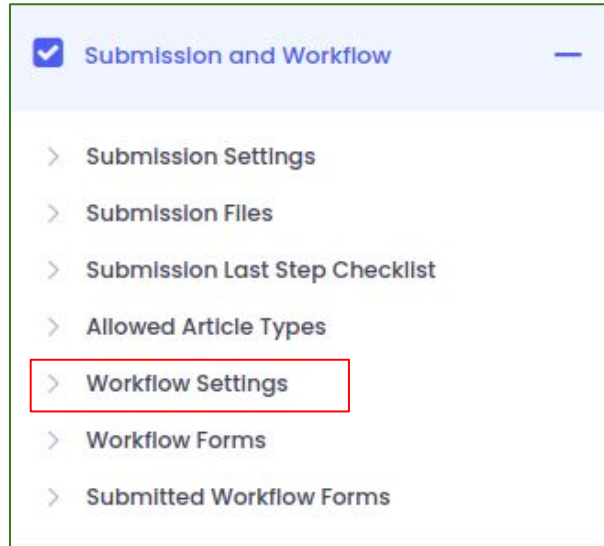 Submission and Workflow
Submission Settings
Submission Files
Submission Last Step Checklist
Allowed Article Types
Workflow Settings
Workflow Forms
Submitted Workflow Forms